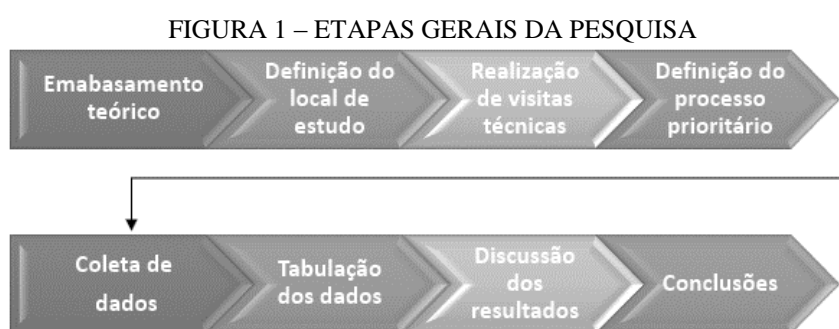 FIGURA 1 – ETAPAS GERAIS DA PESQUISA
Emabasamento
teórico
Definição do
local de
estudo
Realização
de visitas
técnicas
Definição do
processo
prioritário
Coleta de
dados
Tabulação
dos dados
Discussão
dos
resultados
Conclusões